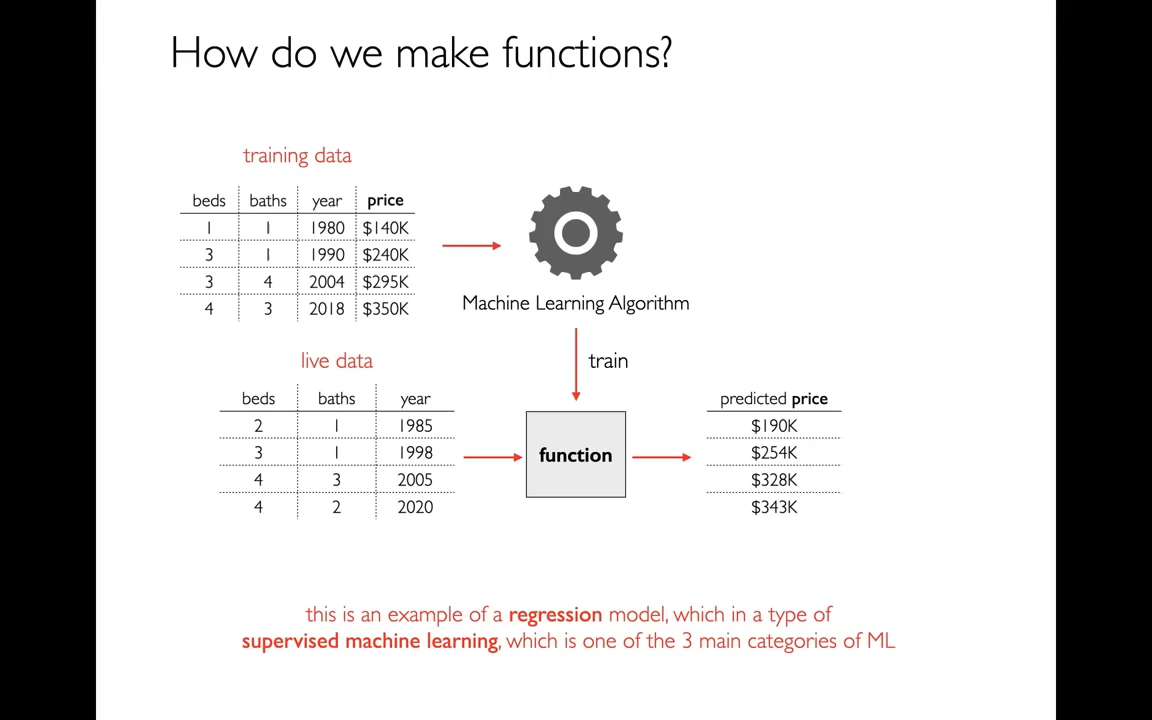 How do we make functions?
training data
beds baths year price
1 1 1980 $140K
3 1 1990 $240K
3 4 2004 $295K
4 3 2018 $350K
Machine Learning Algorithm
train
live data
beds baths year
2 1 1985
3 1 1998
4 3 2005
4 2 2020
function
predicted price
$190K
$254K
$328K
$343K
this is an example of a regression model, which in a type of
supervised machine learning, which is one of the 3 main categories of ML